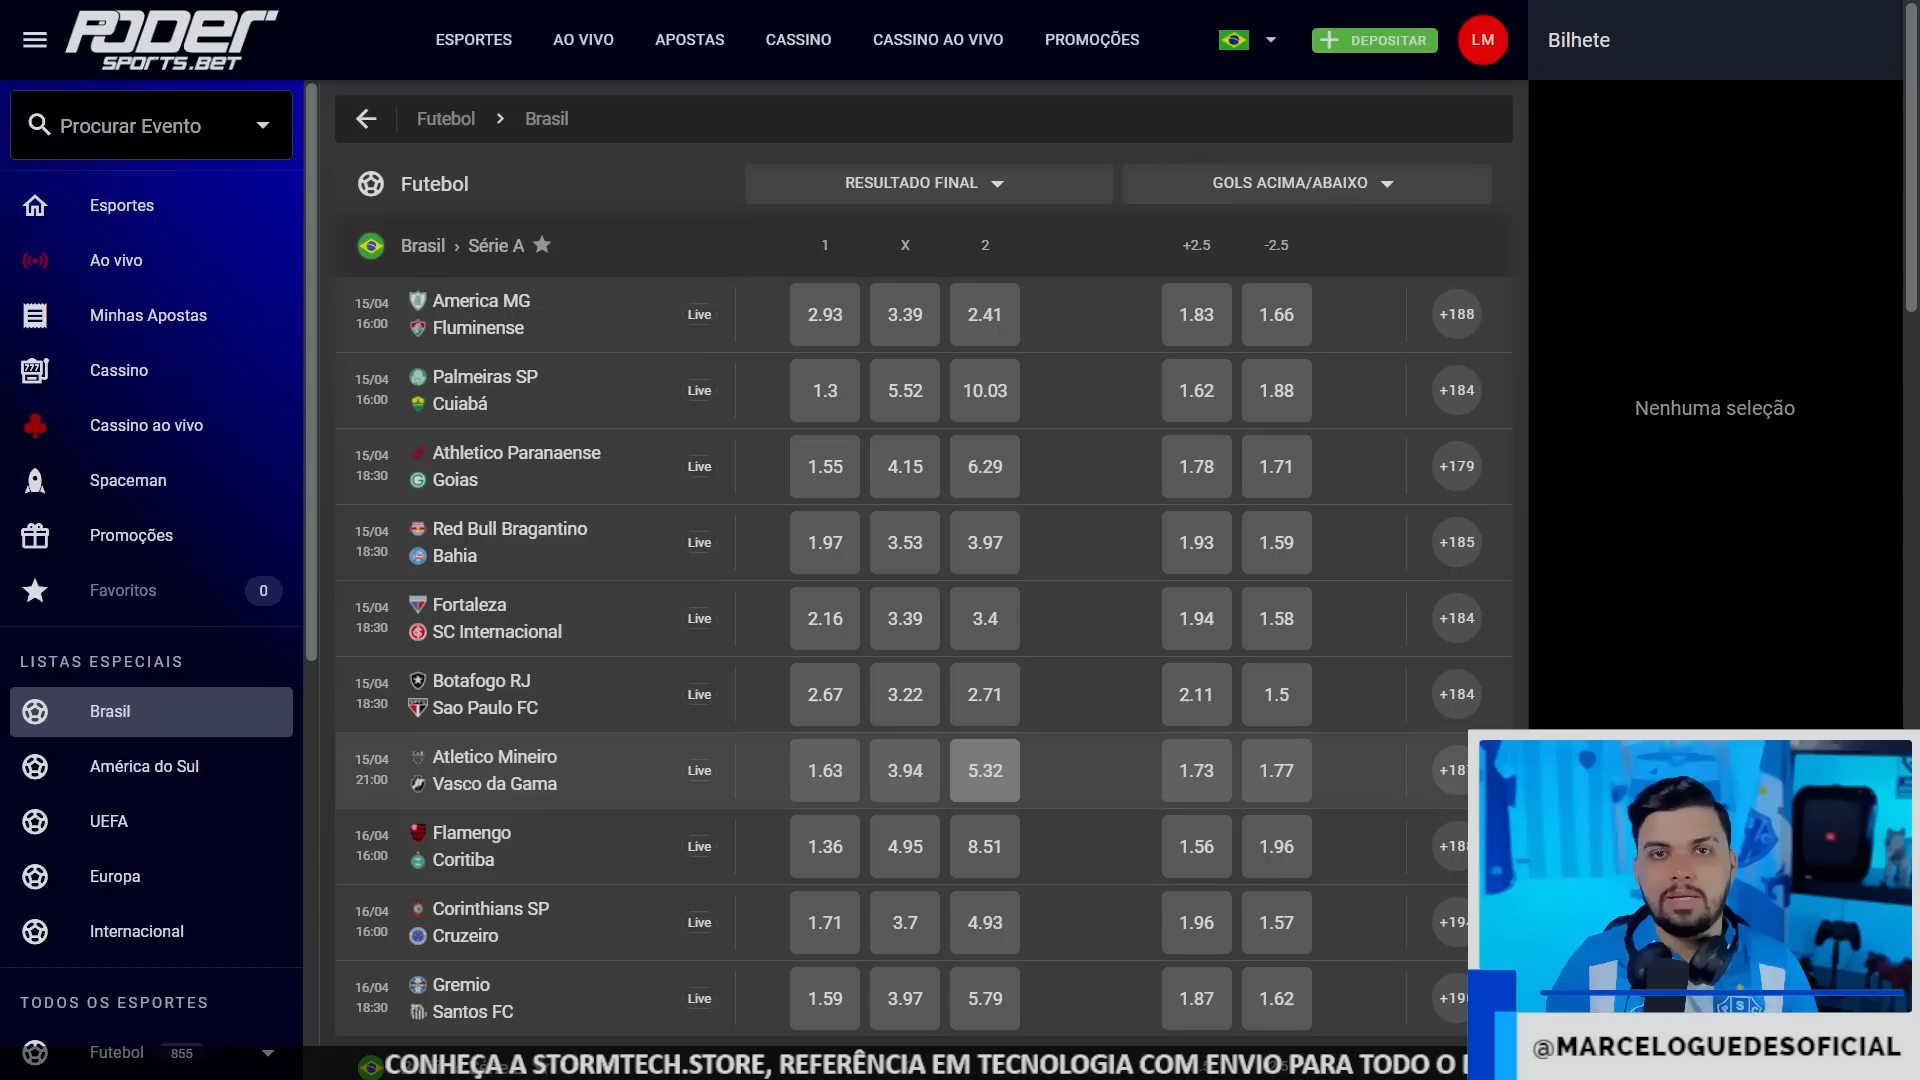 PODER
SPORTS.BET
ESPORTES
AO VIVO
APOSTAS
CASSINO
CASSINO AO VIVO
PROMOÇÕES
DEPOSITAR
LM
Bilhete
Procurar Evento
Esportes
Ao vivo
Minhas Apostas
777
Cassino
Cassino ao vivo
Spaceman
Promoções
Favoritos 0
LISTAS ESPECIAIS
Brasil
América do Sul
UEFA
Europa
Internacional
TODOS OS ESPORTES
Futebol 855
Futebol > Brasil
Futebol
RESULTADO FINAL
GOLS ACIMA/ABAIXO
Brasil › Série A
1 X 2 +2.5 -2.5
15/04 16:00
America MG
Fluminense
Live 2.93 3.39 2.41 1.83 1.66 +188
15/04 16:00
Palmeiras SP
Cuiabá
Live 1.3 5.52 10.03 1.62 1.88 +184
15/04 18:30
Athletico Paranaense
Goias
Live 1.55 4.15 6.29 1.78 1.71 +179
15/04 18:30
Red Bull Bragantino
Bahia
Live 1.97 3.53 3.97 1.93 1.59 +185
15/04 18:30
Fortaleza
SC Internacional
Live 2.16 3.39 3.4 1.94 1.58 +184
15/04 18:30
Botafogo RJ
Sao Paulo FC
Live 2.67 3.22 2.71 2.11 1.5 +184
15/04 21:00
Atletico Mineiro
Vasco da Gama
Live 1.63 3.94 5.32 1.73 1.77
16/04 16:00
Flamengo
Coritiba
Live 1.36 4.95 8.51 1.56 1.96
16/04 16:00
Corinthians SP
Cruzeiro
Live 1.71 3.7 4.93 1.96 1.57
16/04 18:30
Gremio
Santos FC
Live 1.59 3.97 5.79 1.87 1.62
Nenhuma seleção
CONHEÇA A STORMTECH.STORE, REFERÊNCIA EM TECNOLOGIA COM ENVIO PARA TODO O
@MARCELOGUEDESOFICIAL